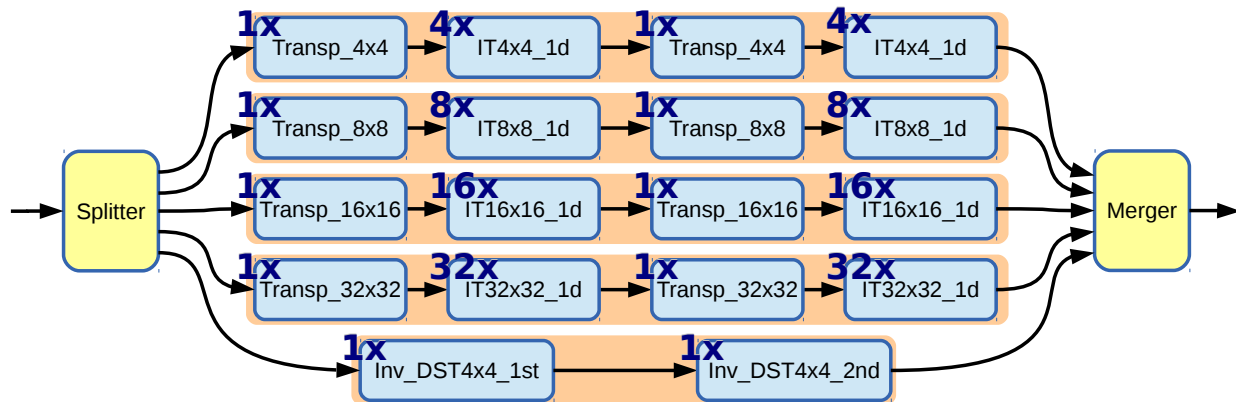 1x 4x 1x 4x
Transp_4x4 IT4x4_1d Transp_4x4 IT4x4_1d
1x 8x 1x 8x
Transp_8x8 IT8x8_1d Transp_8x8 IT8x8_1d
1x 16x 1x 16x
Splitter Transp_16x16 IT16x16_1d Transp_16x16 IT16x16_1d Merger
1x 32x 1x 32x
Transp_32x32 IT32x32_1d Transp_32x32 IT32x32_1d
1x 1x
Inv_DST4x4_1st Inv_DST4x4_2nd